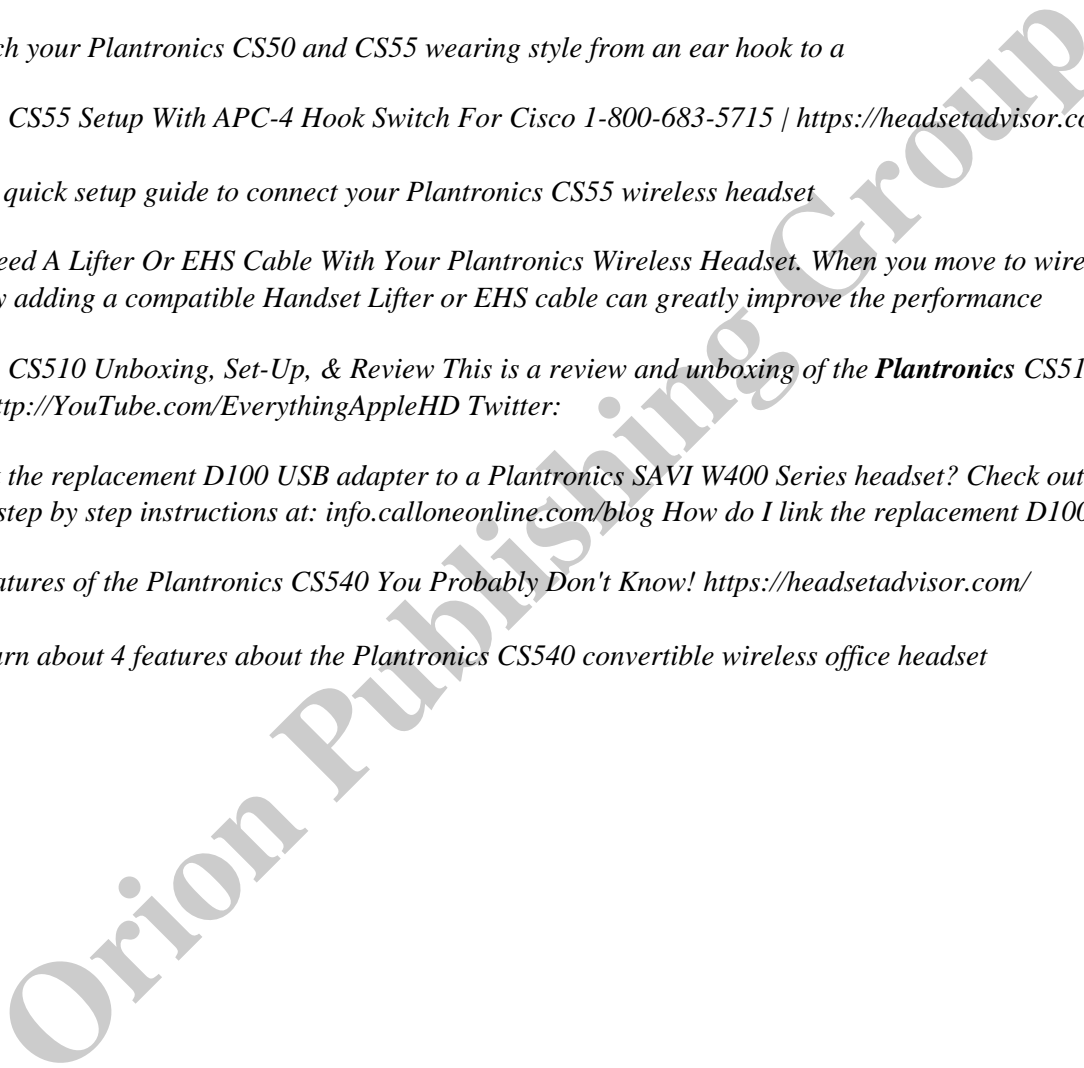 ch your Plantronics CS50 and CS55 wearing style from an ear hook to a
CS55 Setup With APC-4 Hook Switch For Cisco 1-800-683-5715 | https://headsetadvisor.co
quick setup guide to connect your Plantronics CS55 wireless headset
eed A Lifter Or EHS Cable With Your Plantronics Wireless Headset. When you move to wire
y adding a compatible Handset Lifter or EHS cable can greatly improve the performance
CS510 Unboxing, Set-Up, & Review This is a review and unboxing of the Plantronics CS51
ttp://YouTube.com/EverythingAppleHD Twitter:
t the replacement D100 USB adapter to a Plantronics SAVI W400 Series headset? Check out
step by step instructions at: info.calloneonline.com/blog How do I link the replacement D100
atures of the Plantronics CS540 You Probably Don't Know! https://headsetadvisor.com/
arn about 4 features about the Plantronics CS540 convertible wireless office headset
Orion Publishing Group